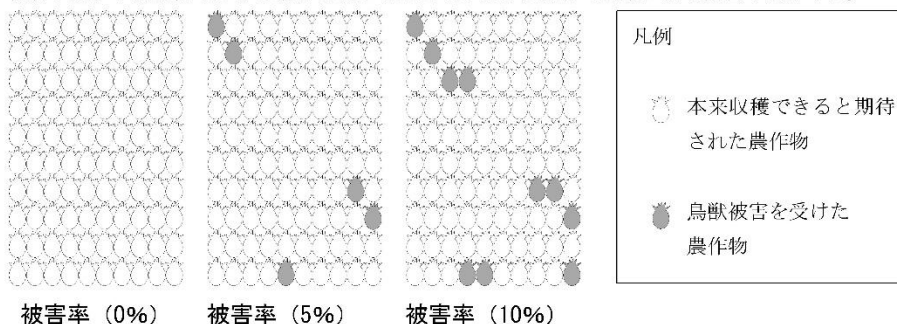 凡例
本来収穫できると期待
された農作物
鳥獣被害を受けた
農作物
被害率（0%）
被害率（5%）
被害率（10%）